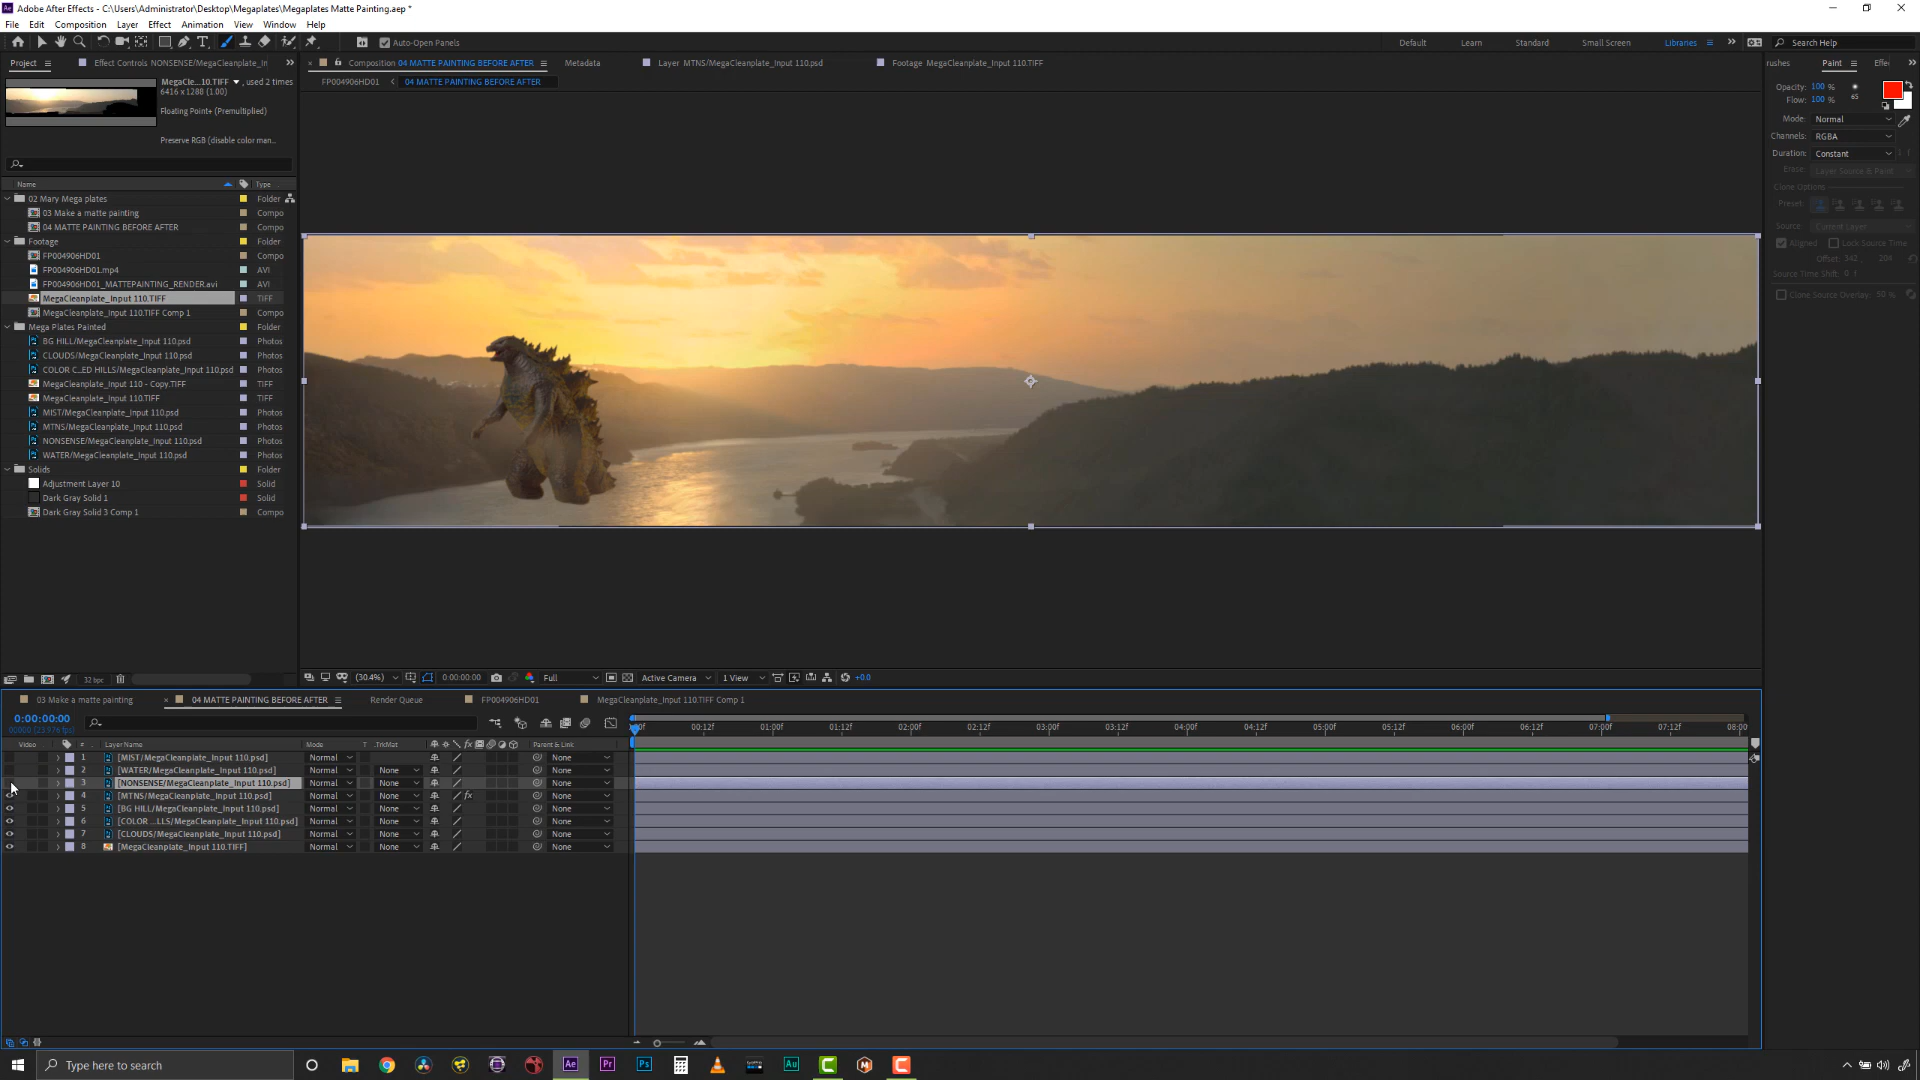 Adobe After Effects - C:\Users\Administrator\Desktop\Megaplates\Megaplates Matte Painting.aep *
File Edit Composition Layer Effect Animation View Window Help
Auto-Open Panels
Default Learn Standard Small Screen Libraries Search Help
Project Effect Controls NONSENSE/MegaCleanplate_In
Composition 04 MATTE PAINTING BEFORE AFTER Metadata Layer MTNS/MegaCleanplate_Input 110.psd Footage MegaCleanplate_Input 110.TIFF
rushes Paint Effe
FP004906HD01 04 MATTE PAINTING BEFORE AFTER
MegaCle...10.TIFF , used 2 times
6416 x 1288 (1.00)
Floating Point+ (Premultiplied)
Preserve RGB (disable color man...
Opacity: 100 %
Flow: 100 %
65
Mode: Normal
Channels: RGBA
Duration: Constant
Erase: Layer Source & Paint
Clone Options
Preset:
Source: Current Layer
Aligned Lock Source Time
Offset: 342 , 204
Source Time Shift: 0 f
Clone Source Overlay: 50 %
Name Type
02 Mary Mega plates Folder
03 Make a matte painting Compo
04 MATTE PAINTING BEFORE AFTER Compo
Footage Folder
FP004906HD01 Compo
FP004906HD01.mp4 AVI
FP004906HD01_MATTEPAINTING_RENDER.avi AVI
MegaCleanplate_Input 110.TIFF TIFF
MegaCleanplate_Input 110.TIFF Comp 1 Compo
Mega Plates Painted Folder
BG HILL/MegaCleanplate_Input 110.psd Photos
CLOUDS/MegaCleanplate_Input 110.psd Photos
COLOR C...ED HILLS/MegaCleanplate_Input 110.psd Photos
MegaCleanplate_Input 110 - Copy.TIFF TIFF
MegaCleanplate_Input 110.TIFF TIFF
MIST/MegaCleanplate_Input 110.psd Photos
MTNS/MegaCleanplate_Input 110.psd Photos
NONSENSE/MegaCleanplate_Input 110.psd Photos
WATER/MegaCleanplate_Input 110.psd Photos
Solids Folder
Adjustment Layer 10 Solid
Dark Gray Solid 1 Solid
Dark Gray Solid 3 Comp 1 Compo
32 bpc
(30.4%) 0:00:00:00 Full Active Camera 1 View +0.0
03 Make a matte painting 04 MATTE PAINTING BEFORE AFTER Render Queue FP004906HD01 MegaCleanplate_Input 110.TIFF Comp 1
0:00:00:00
00000 (23.976 fps)
00:12f 01:00f 01:12f 02:00f 02:12f 03:00f 03:12f 04:00f 04:12f 05:00f 05:12f 06:00f 06:12f 07:00f 07:12f 08:00
Video # Layer Name Mode T .TrkMat fx Parent & Link
1 [MIST/MegaCleanplate_Input 110.psd] Normal None
2 [WATER/MegaCleanplate_Input 110.psd] Normal None None
3 [NONSENSE/MegaCleanplate_Input 110.psd] Normal None None
4 [MTNS/MegaCleanplate_Input 110.psd] Normal None fx None
5 [BG HILL/MegaCleanplate_Input 110.psd] Normal None None
6 [COLOR ...LLS/MegaCleanplate_Input 110.psd] Normal None None
7 [CLOUDS/MegaCleanplate_Input 110.psd] Normal None None
8 [MegaCleanplate_Input 110.TIFF] Normal None None
Type here to search Ae Pr Ps Au